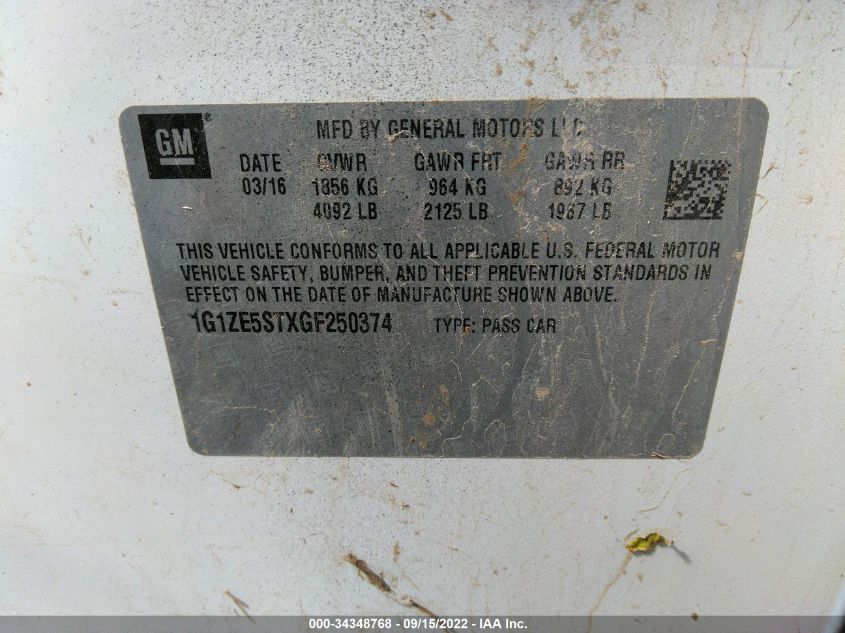 GM®
MFD BY GENERAL MOTORS LLC
DATE GVWR GAWR FRT GAWR RR
03/16 1856 KG 964 KG 892 KG
4092 LB 2125 LB 1967 LB
THIS VEHICLE CONFORMS TO ALL APPLICABLE U.S. FEDERAL MOTOR
VEHICLE SAFETY, BUMPER, AND THEFT PREVENTION STANDARDS IN
EFFECT ON THE DATE OF MANUFACTURE SHOWN ABOVE.
1G1ZE5STXGF250374 TYPE: PASS CAR
000-34348768 - 09/15/2022 - IAA Inc.